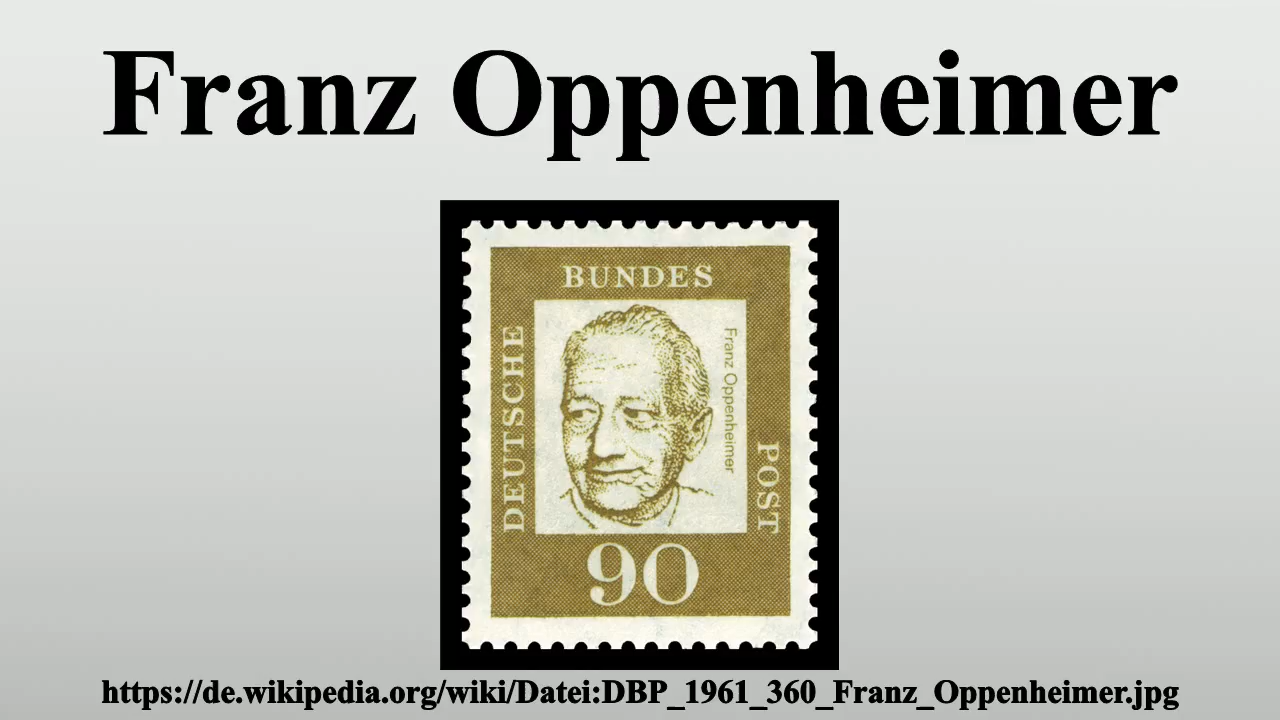 Franz Oppenheimer
BUNDES
DEUTSCHE
Franz Oppenheimer
POST
90
https://de.wikipedia.org/wiki/Datei:DBP_1961_360_Franz_Oppenheimer.jpg